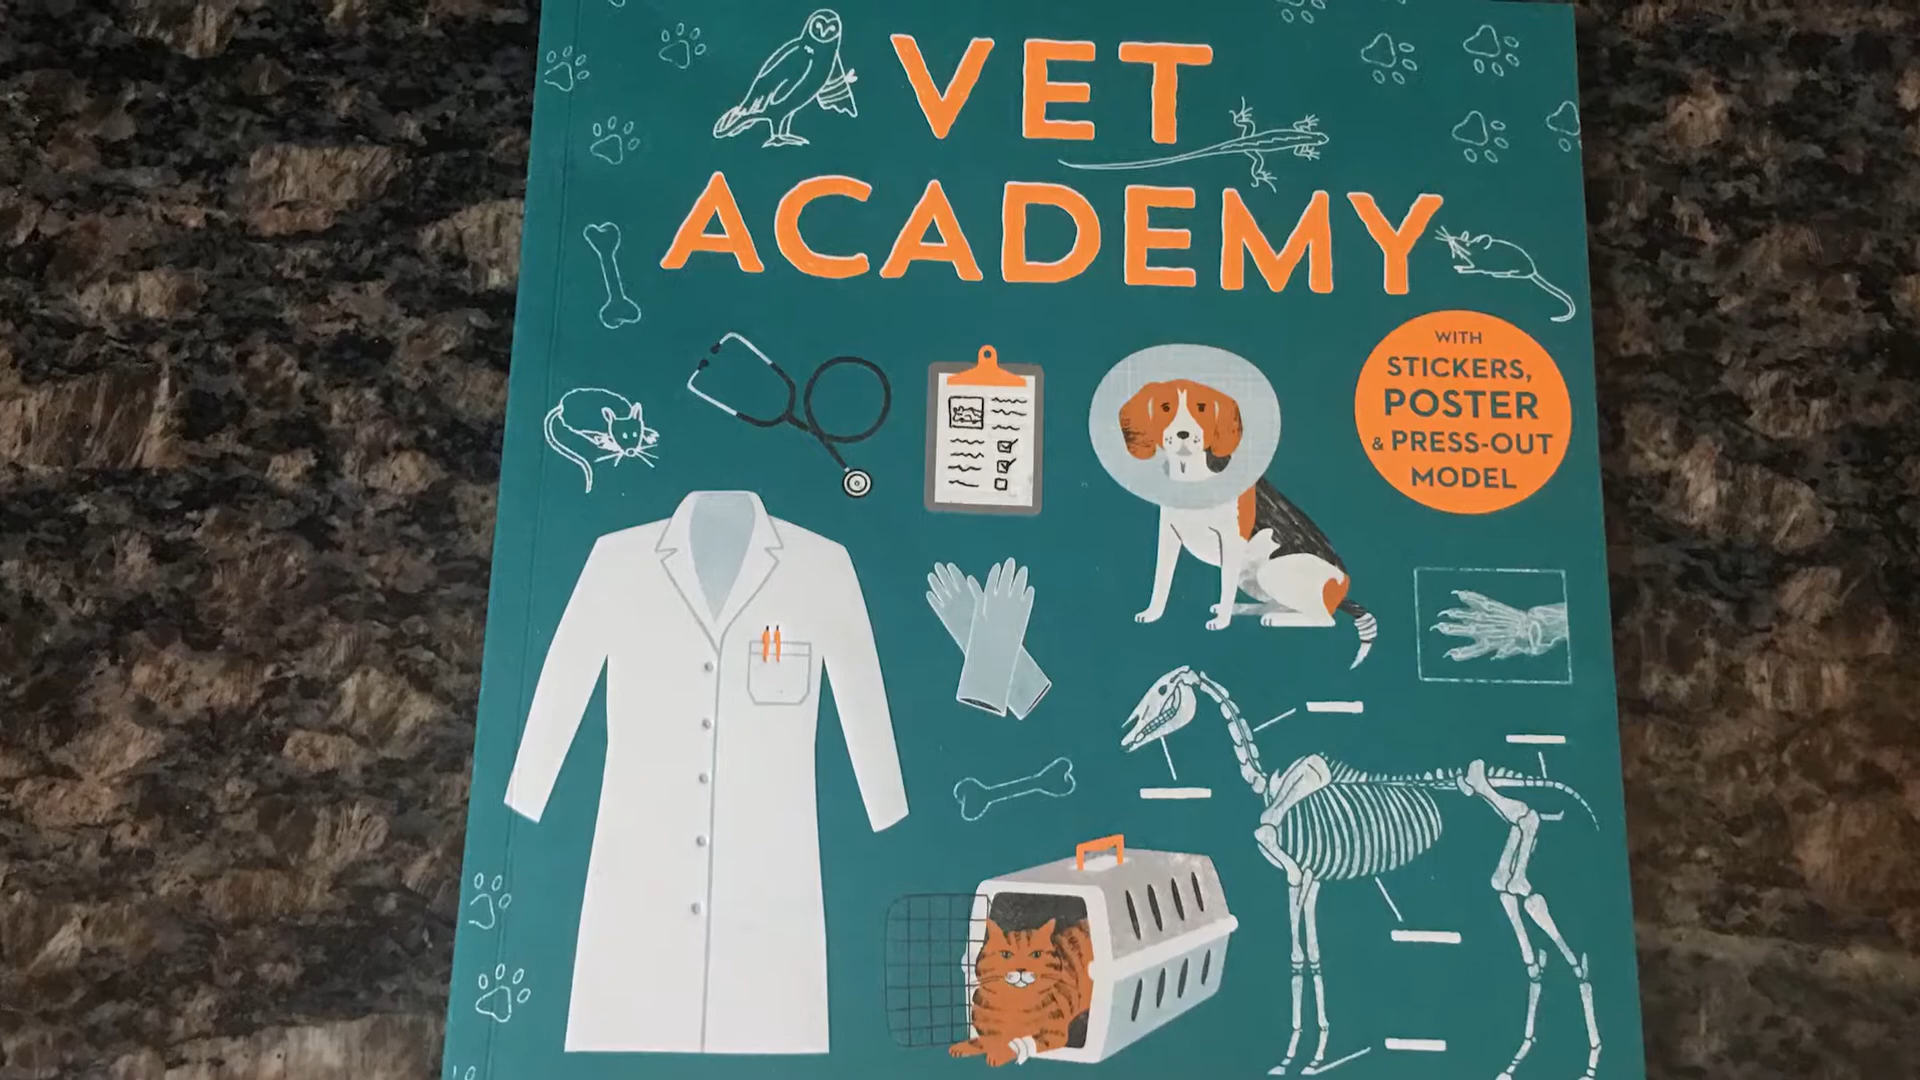 VET
ACADEMY
WITH
STICKERS,
POSTER
& PRESS-OUT
MODEL